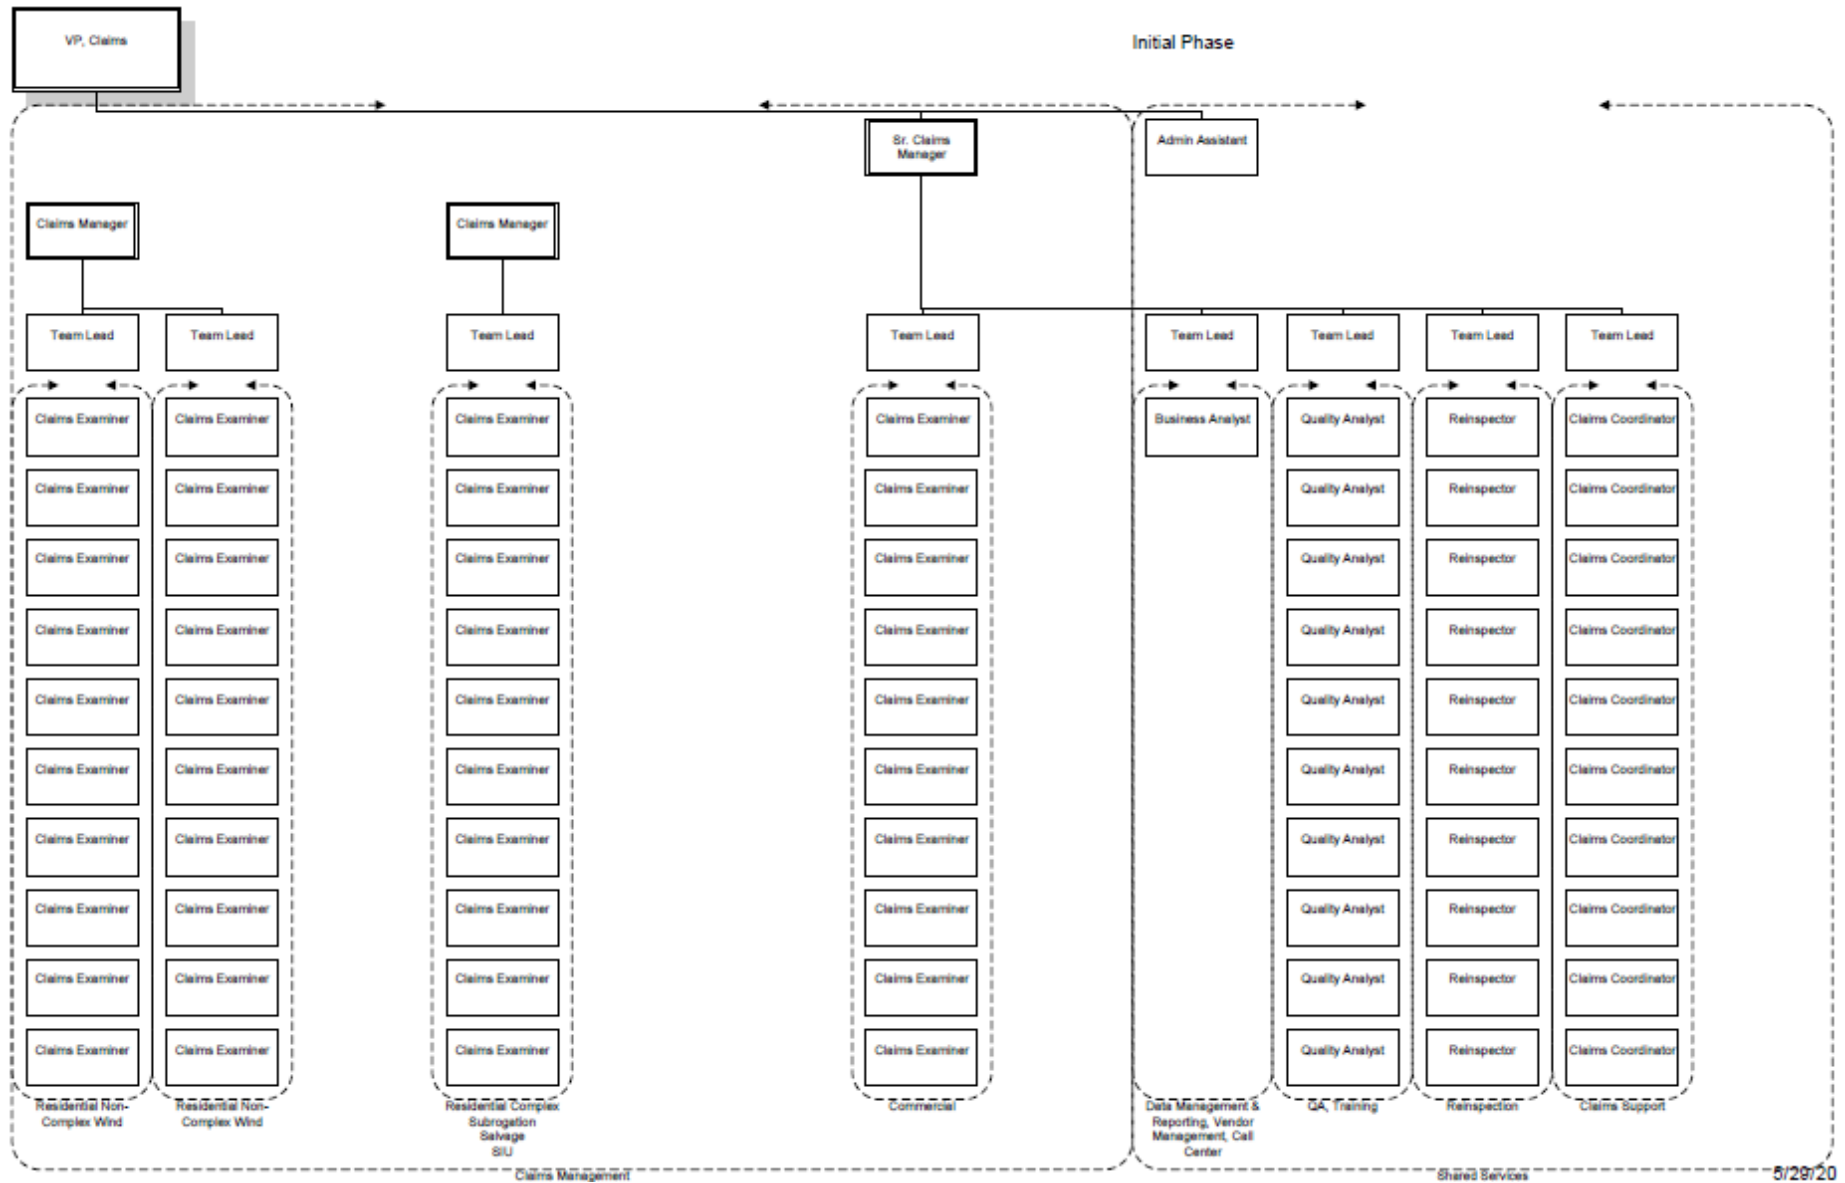 VP, Claims
Initial Phase
Sr. Claims
Manager
Admin Assistant
Claims Manager
Claims Manager
Team Lead
Team Lead
Team Lead
Team Lead
Team Lead
Team Lead
Team Lead
Team Lead
Claims Examiner
Claims Examiner
Claims Examiner
Claims Examiner
Business Analyst
Quality Analyst
Reinspector
Claims Coordinator
Claims Examiner
Claims Examiner
Claims Examiner
Claims Examiner
Quality Analyst
Reinspector
Claims Coordinator
Claims Examiner
Claims Examiner
Claims Examiner
Claims Examiner
Quality Analyst
Reinspector
Claims Coordinator
Claims Examiner
Claims Examiner
Claims Examiner
Claims Examiner
Quality Analyst
Reinspector
Claims Coordinator
Claims Examiner
Claims Examiner
Claims Examiner
Claims Examiner
Quality Analyst
Reinspector
Claims Coordinator
Claims Examiner
Claims Examiner
Claims Examiner
Claims Examiner
Quality Analyst
Reinspector
Claims Coordinator
Claims Examiner
Claims Examiner
Claims Examiner
Claims Examiner
Quality Analyst
Reinspector
Claims Coordinator
Claims Examiner
Claims Examiner
Claims Examiner
Claims Examiner
Quality Analyst
Reinspector
Claims Coordinator
Claims Examiner
Claims Examiner
Claims Examiner
Claims Examiner
Quality Analyst
Reinspector
Claims Coordinator
Claims Examiner
Claims Examiner
Claims Examiner
Claims Examiner
Quality Analyst
Reinspector
Claims Coordinator
Residential Non-
Complex Wind
Residential Non-
Complex Wind
Residential Complex
Subrogation
Salvage
SIU
Commercial
Data Management &
Reporting, Vendor
Management, Call
Center
QA, Training
Reinspection
Claims Support
Claims Management
Shared Services
5/29/20